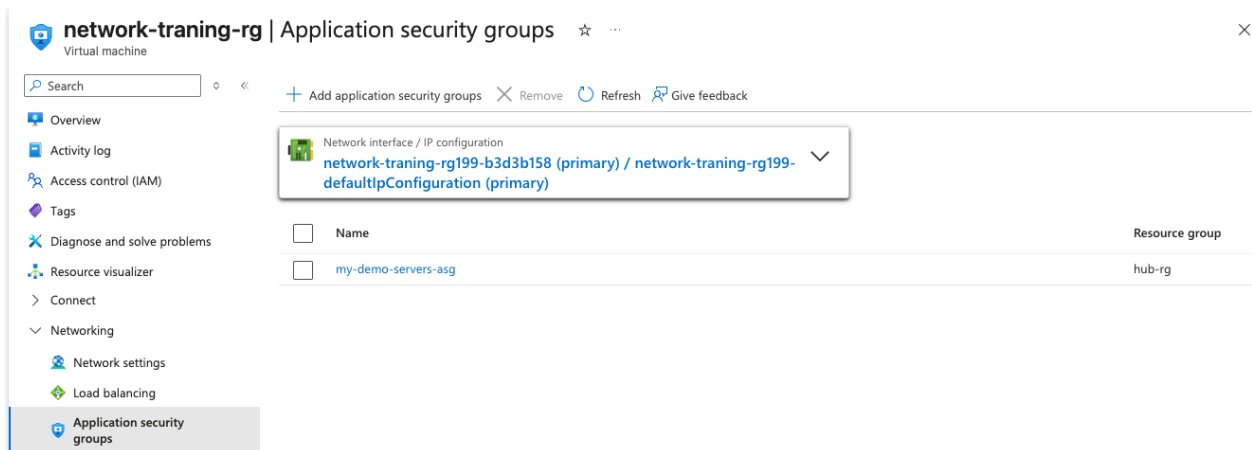 network-traning-rg | Application security groups
Virtual machine
Search
Add application security groups Remove Refresh Give feedback
Overview
Activity log
Access control (IAM)
Tags
Diagnose and solve problems
Resource visualizer
Connect
Networking
Network settings
Load balancing
Application security
groups
Network interface / IP configuration
network-traning-rg199-b3d3b158 (primary) / network-traning-rg199-
defaultIpConfiguration (primary)
Name Resource group
my-demo-servers-asg hub-rg